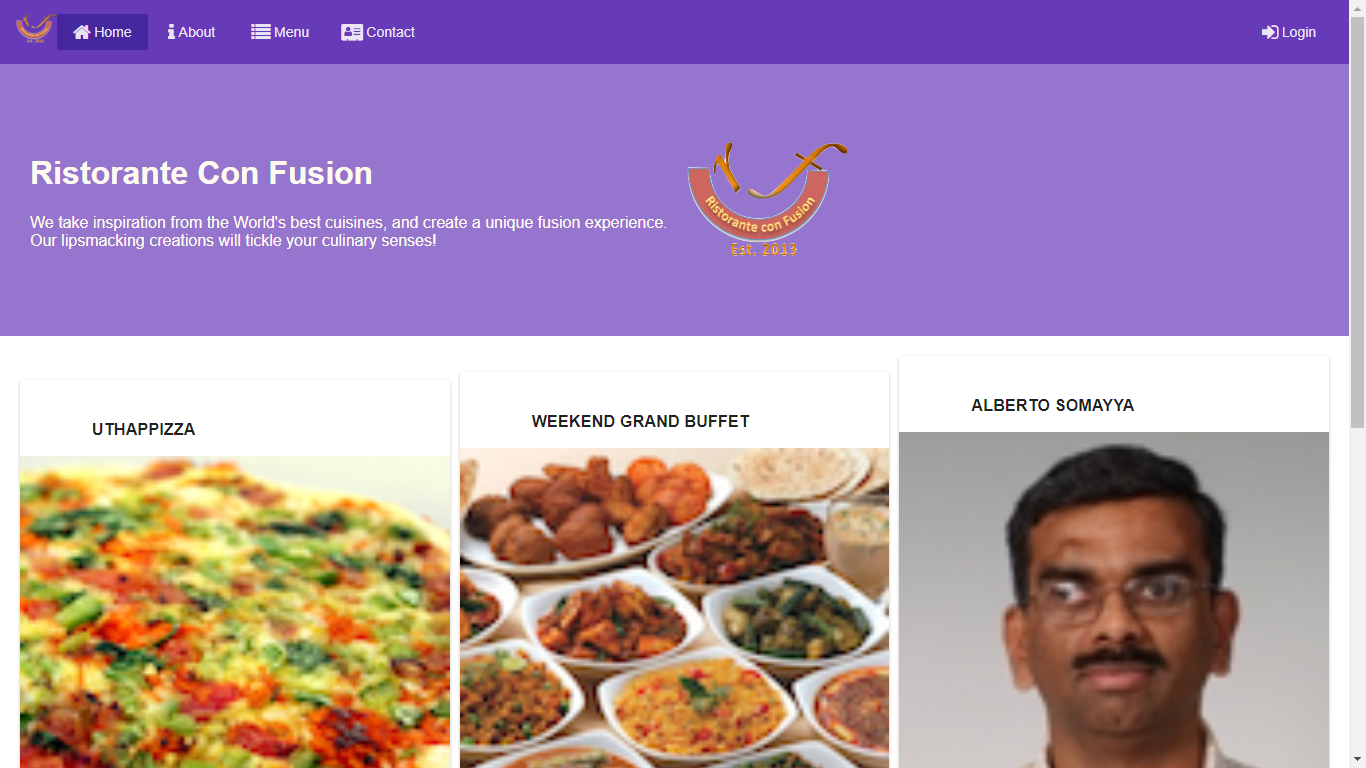 Home
About
Menu
Contact
Login
Ristorante Con Fusion
We take inspiration from the World's best cuisines, and create a unique fusion experience.
Our lipsmacking creations will tickle your culinary senses!
Ristorante con Fusion
Est. 2013
UTHAPPIZZA
WEEKEND GRAND BUFFET
ALBERTO SOMAYYA